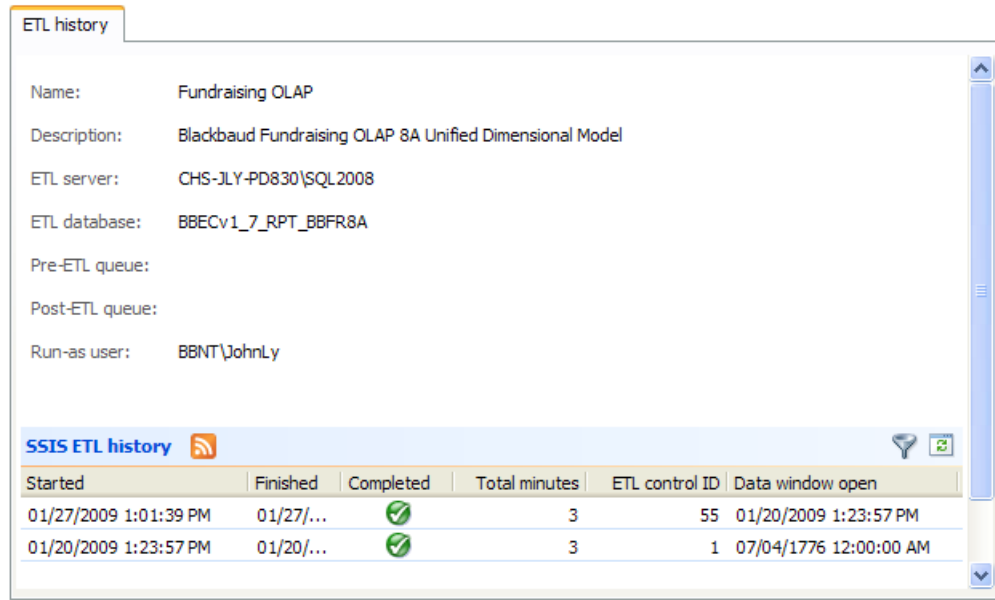 ETL history
Name: Fundraising OLAP
Description: Blackbaud Fundraising OLAP 8A Unified Dimensional Model
ETL server: CHS-JLY-PD830\SQL2008
ETL database: BBECv1_7_RPT_BBFR8A
Pre-ETL queue:
Post-ETL queue:
Run-as user: BBNT\JohnLy
SSIS ETL history
Started Finished Completed Total minutes ETL control ID Data window open
01/27/2009 1:01:39 PM 01/27/... 3 55 01/20/2009 1:23:57 PM
01/20/2009 1:23:57 PM 01/20/... 3 1 07/04/1776 12:00:00 AM